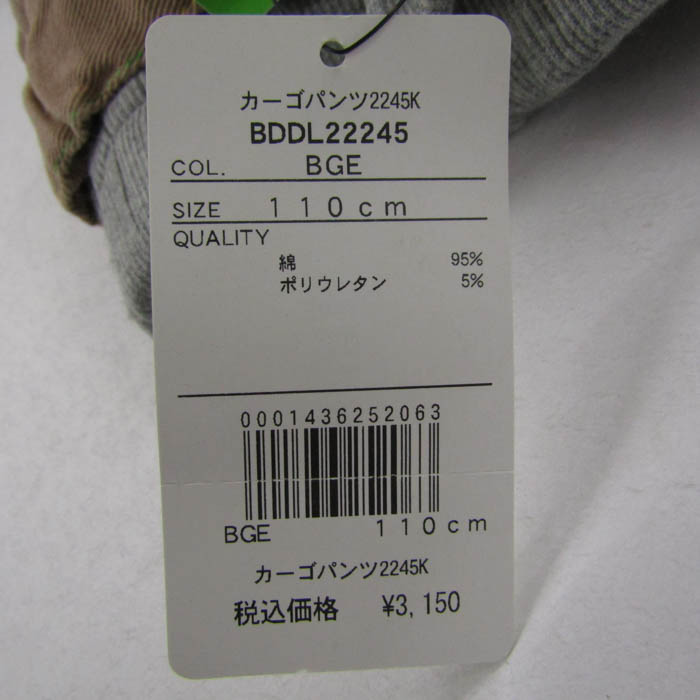 カーゴパンツ2245K
BDDL22245
COL. BGE
SIZE 110cm
QUALITY
綿 95%
ポリウレタン 5%
0001436252063
BGE 110cm
カーゴパンツ2245K
税込価格 ¥3,150